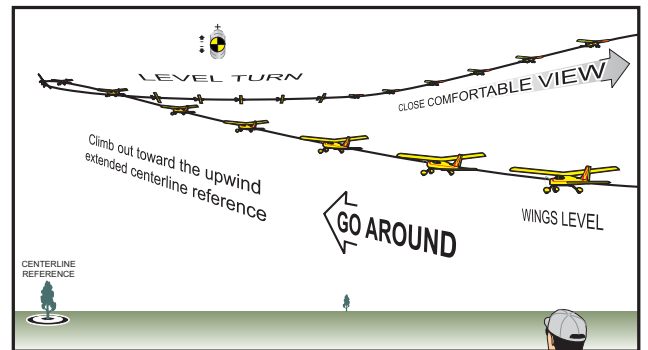 LEVEL TURN
CLOSE COMFORTABLE VIEW
Climb out toward the upwind
extended centerline reference
GO AROUND
WINGS LEVEL
CENTERLINE
REFERENCE